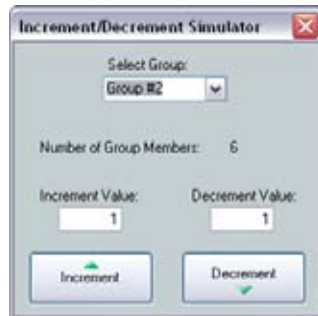 Increment/Decrement Simulator
Select Group:
Group #2
Number of Group Members: 6
Increment Value: Decrement Value:
1 1
Increment Decrement